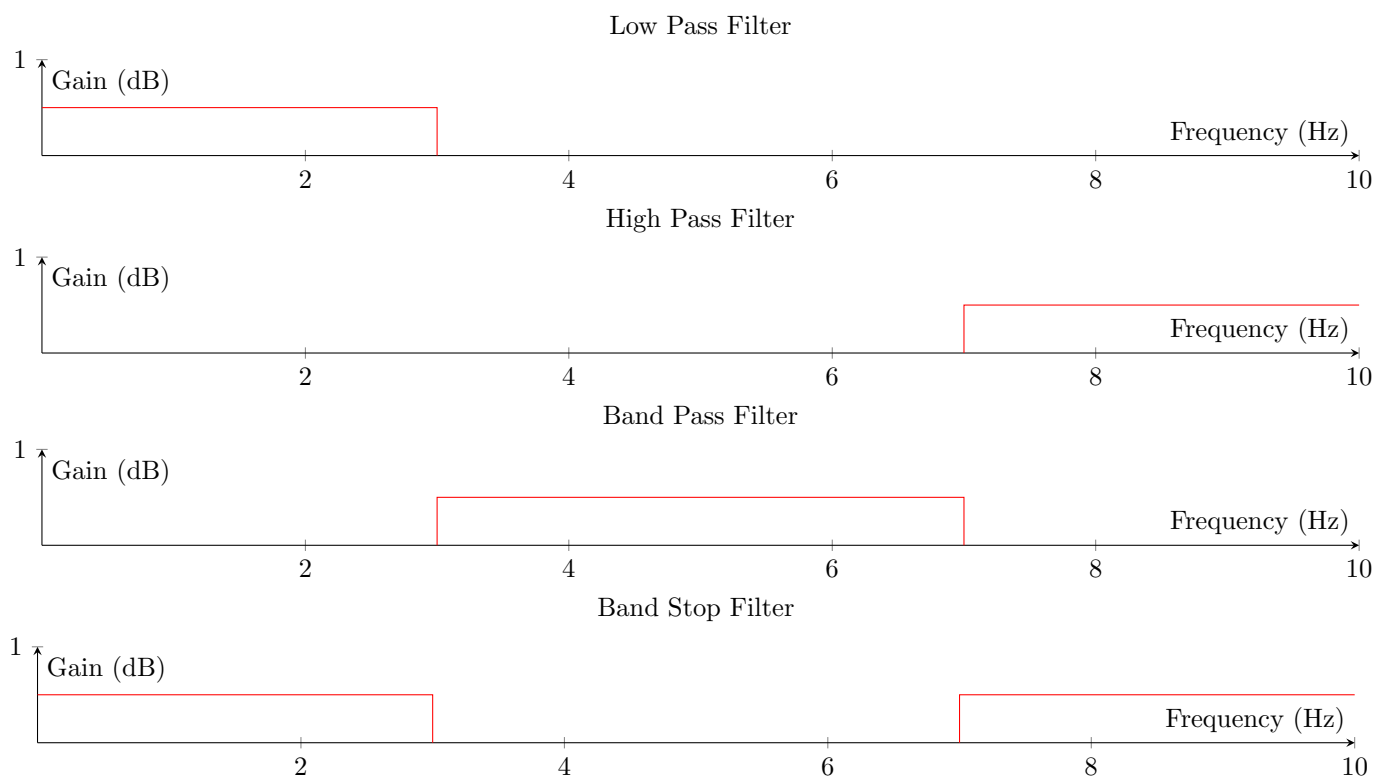 Low Pass Filter
1
Gain (dB)
Frequency (Hz)
2 4 6 8 10
High Pass Filter
1
Gain (dB)
Frequency (Hz)
2 4 6 8 10
Band Pass Filter
1
Gain (dB)
Frequency (Hz)
2 4 6 8 10
Band Stop Filter
1
Gain (dB)
Frequency (Hz)
2 4 6 8 10